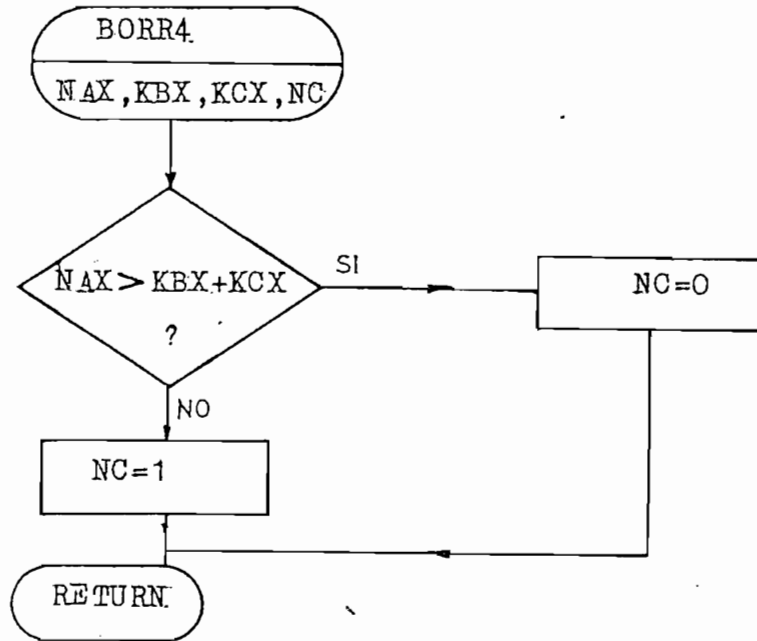 BORR4
NAX,KBX,KCX,NC
NAX > KBX+KCX
?
SI
NC=0
NO
NC=1
RETURN